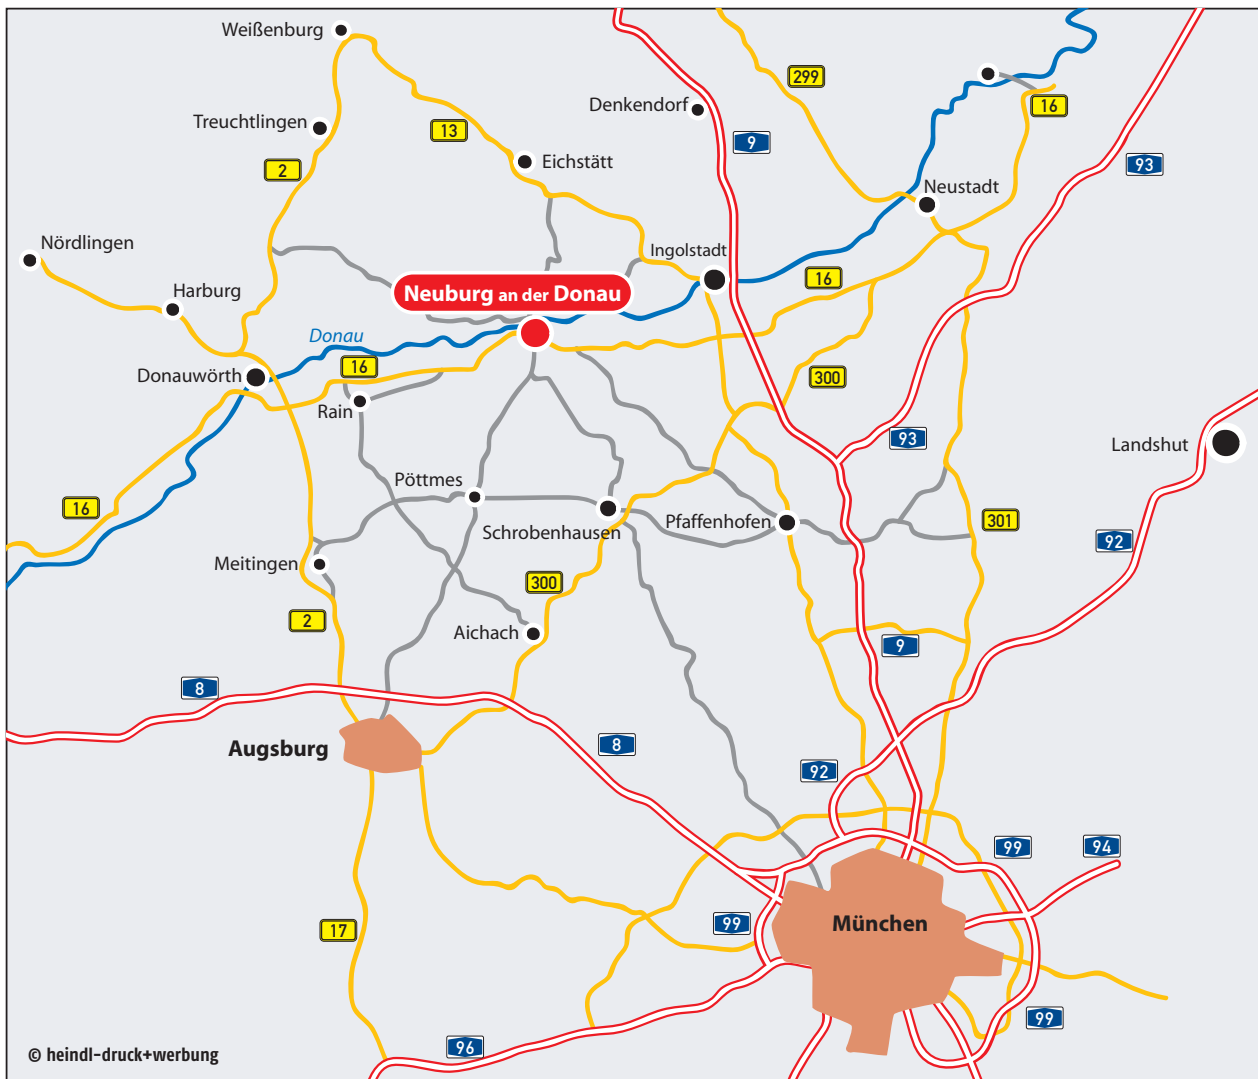 Weißenburg
299
Denkendorf
16
Treuchtlingen
13
9
2
Eichstätt
93
Neustadt
Nördlingen
Ingolstadt
16
Harburg
Neuburg an der Donau
Donau
16
Donauwörth
300
Rain
93
Landshut
Pöttmes
16
Schrobenhausen
Pfaffenhofen
301
92
Meitingen
300
2
Aichach
9
8
Augsburg
8
92
99
94
17
99
München
99
96
© heindl-druck+werbung